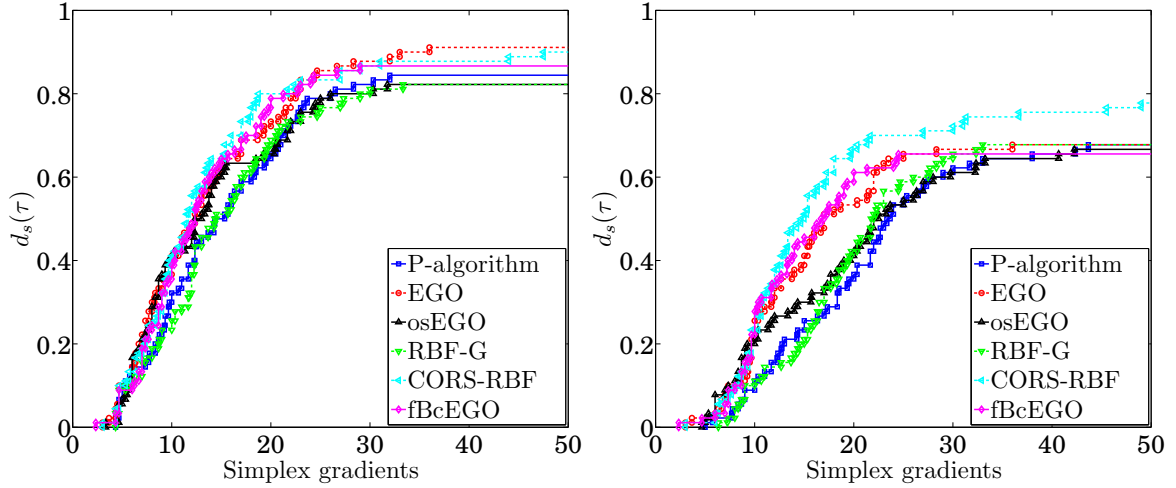 1
0.8
0.6
0.4
0.2
0
d_s(τ)
0 10 20 30 40 50
Simplex gradients
P-algorithm
EGO
osEGO
RBF-G
CORS-RBF
fBcEGO
1
0.8
0.6
0.4
0.2
0
d_s(τ)
0 10 20 30 40 50
Simplex gradients
P-algorithm
EGO
osEGO
RBF-G
CORS-RBF
fBcEGO